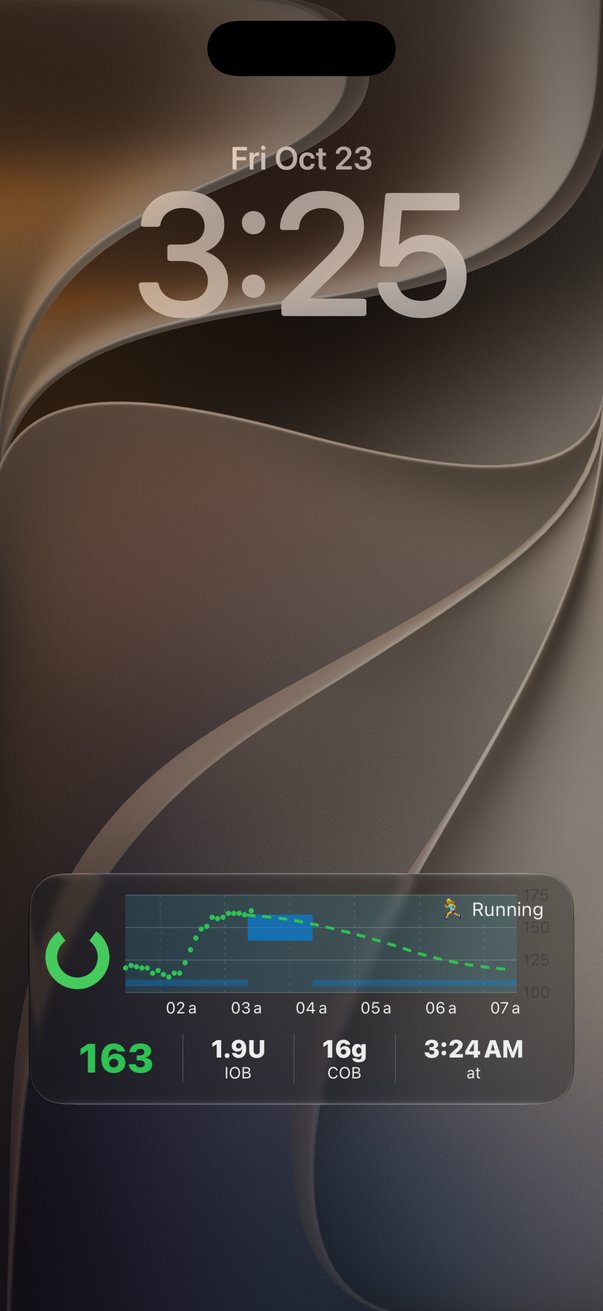 Fri Oct 23
3:25
🏃 Running
175
150
125
100
02 a 03 a 04 a 05 a 06 a 07 a
163
1.9U 16g 3:24 AM
IOB COB at